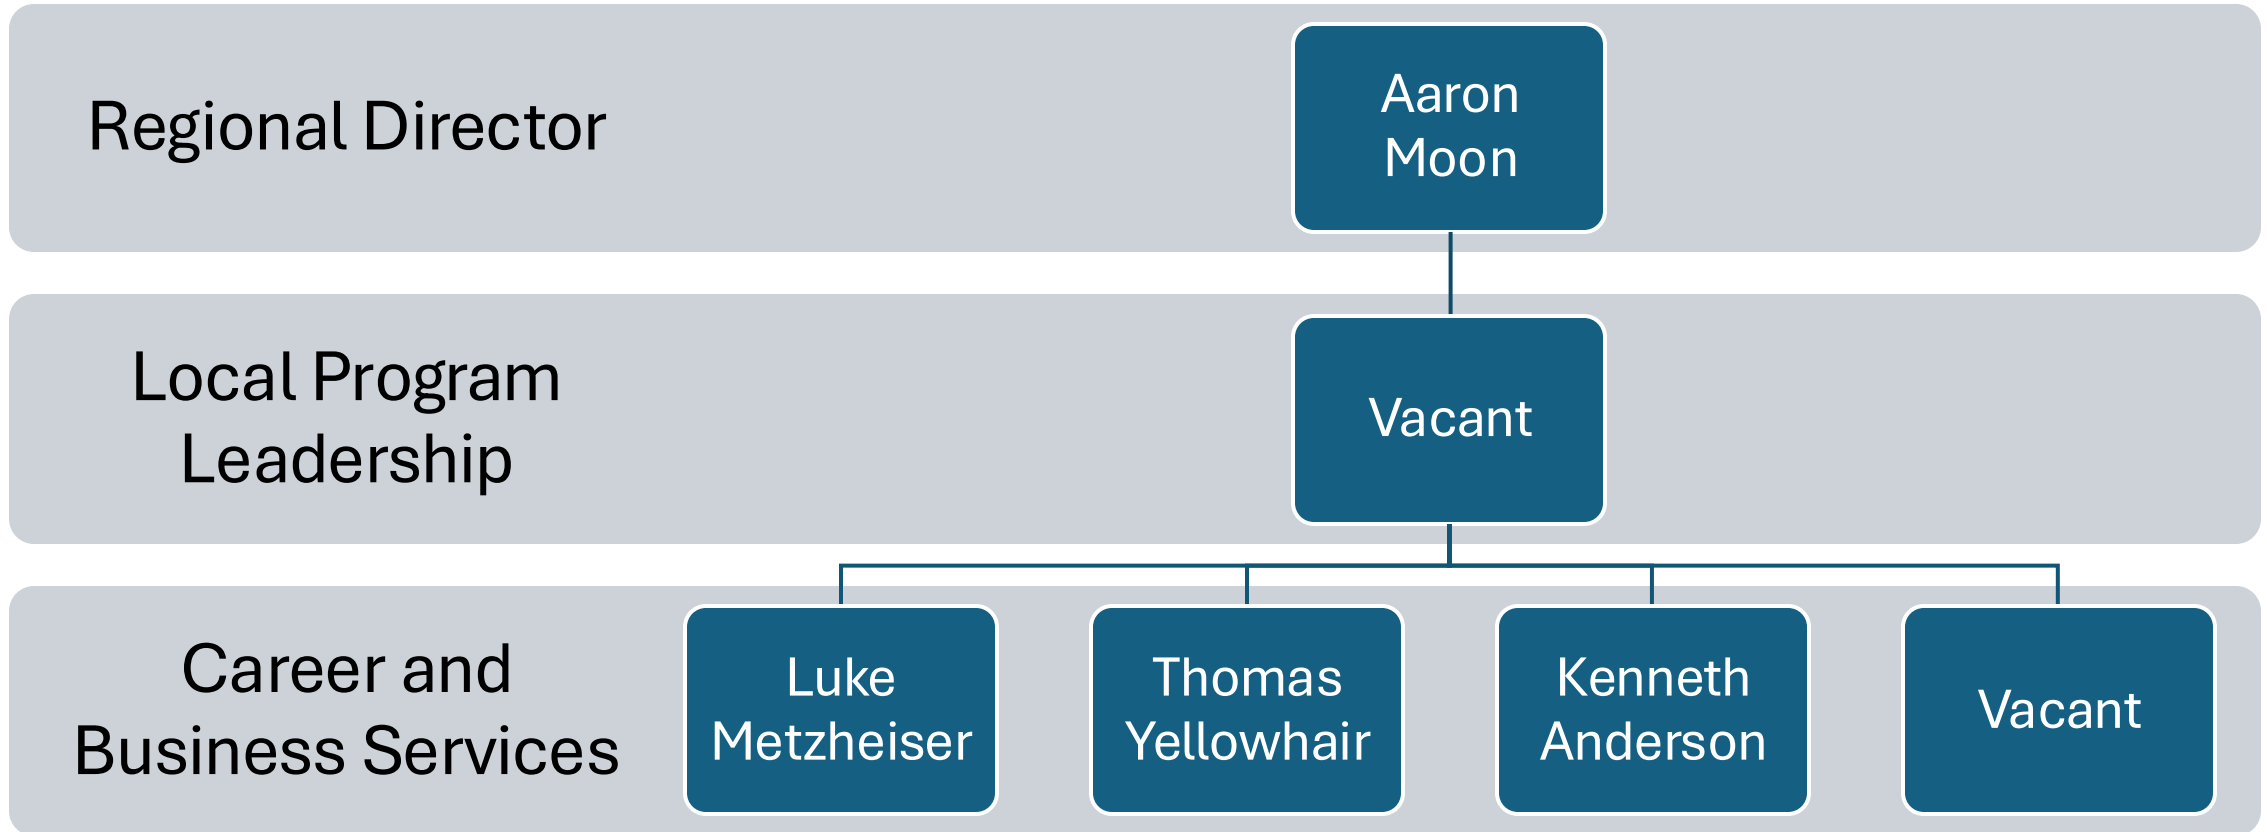 Regional Director
Aaron
Moon
Local Program
Leadership
Vacant
Career and
Business Services
Luke
Metzheiser
Thomas
Yellowhair
Kenneth
Anderson
Vacant